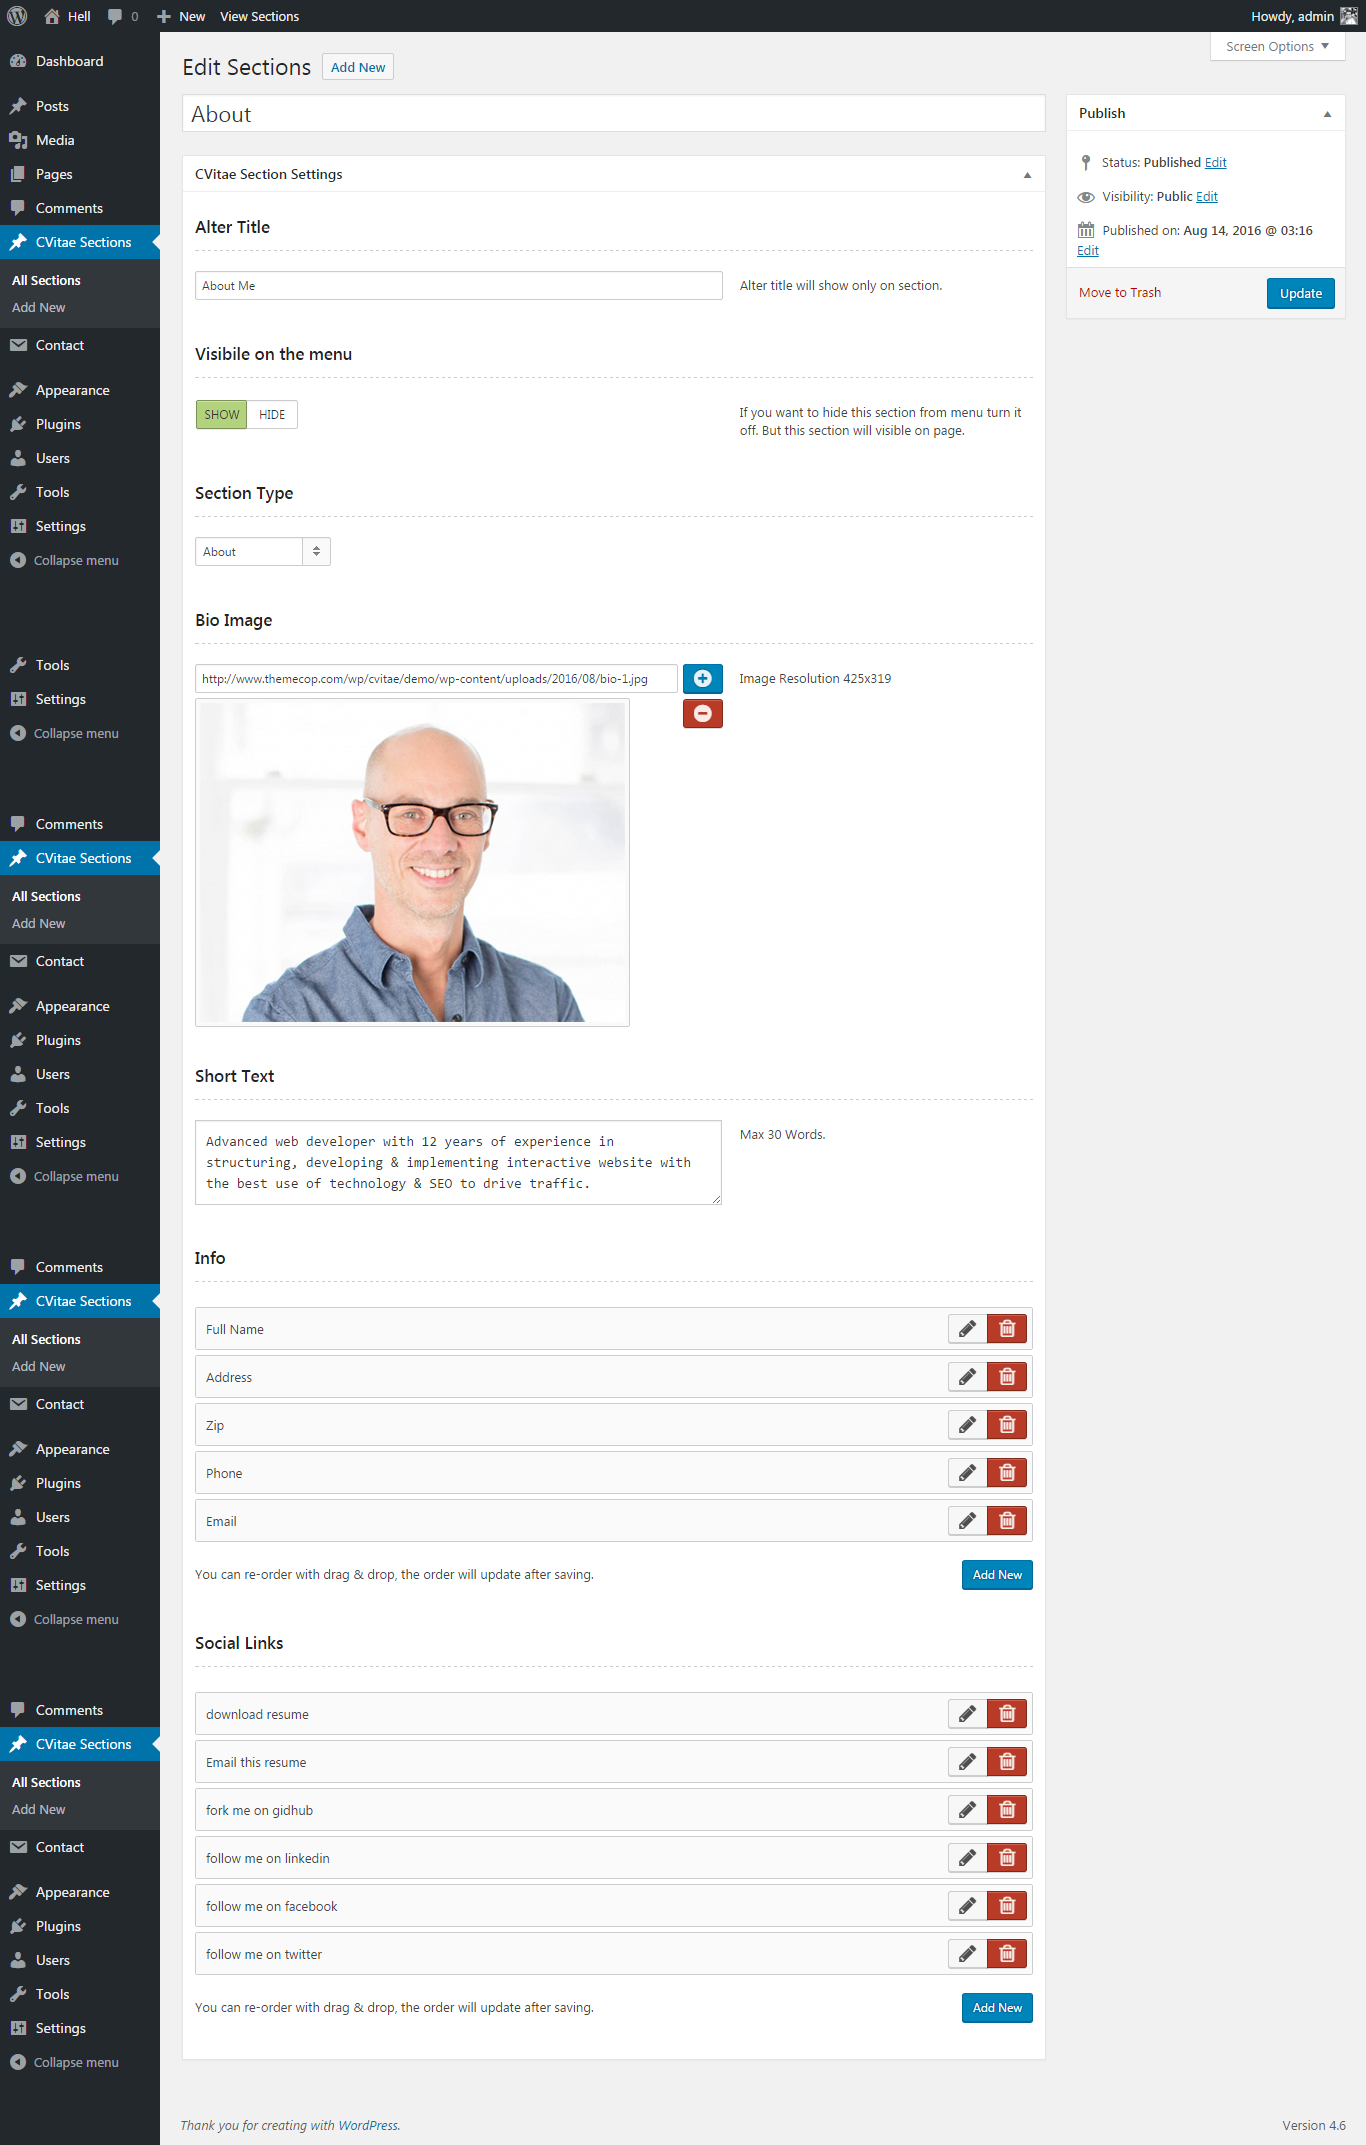 Hell 0 New View Sections Howdy, admin
Screen Options
Dashboard
Posts
Media
Pages
Comments
CVitae Sections
All Sections
Add New
Contact
Appearance
Plugins
Users
Tools
Settings
Collapse menu
Tools
Settings
Collapse menu
Comments
CVitae Sections
All Sections
Add New
Contact
Appearance
Plugins
Users
Tools
Settings
Collapse menu
Comments
CVitae Sections
All Sections
Add New
Contact
Appearance
Plugins
Users
Tools
Settings
Collapse menu
Comments
CVitae Sections
All Sections
Add New
Contact
Appearance
Plugins
Users
Tools
Settings
Collapse menu
Edit Sections Add New
About
CVitae Section Settings
Alter Title
About Me
Alter title will show only on section.
Visibile on the menu
SHOW HIDE
If you want to hide this section from menu turn it
off. But this section will visible on page.
Section Type
About
Bio Image
http://www.themecop.com/wp/cvitae/demo/wp-content/uploads/2016/08/bio-1.jpg
Image Resolution 425x319
Short Text
Advanced web developer with 12 years of experience in
structuring, developing & implementing interactive website with
the best use of technology & SEO to drive traffic.
Max 30 Words.
Info
Full Name
Address
Zip
Phone
Email
You can re-order with drag & drop, the order will update after saving.
Add New
Social Links
download resume
Email this resume
fork me on gidhub
follow me on linkedin
follow me on facebook
follow me on twitter
You can re-order with drag & drop, the order will update after saving.
Add New
Publish
Status: Published Edit
Visibility: Public Edit
Published on: Aug 14, 2016 @ 03:16
Edit
Move to Trash
Update
Thank you for creating with WordPress.
Version 4.6